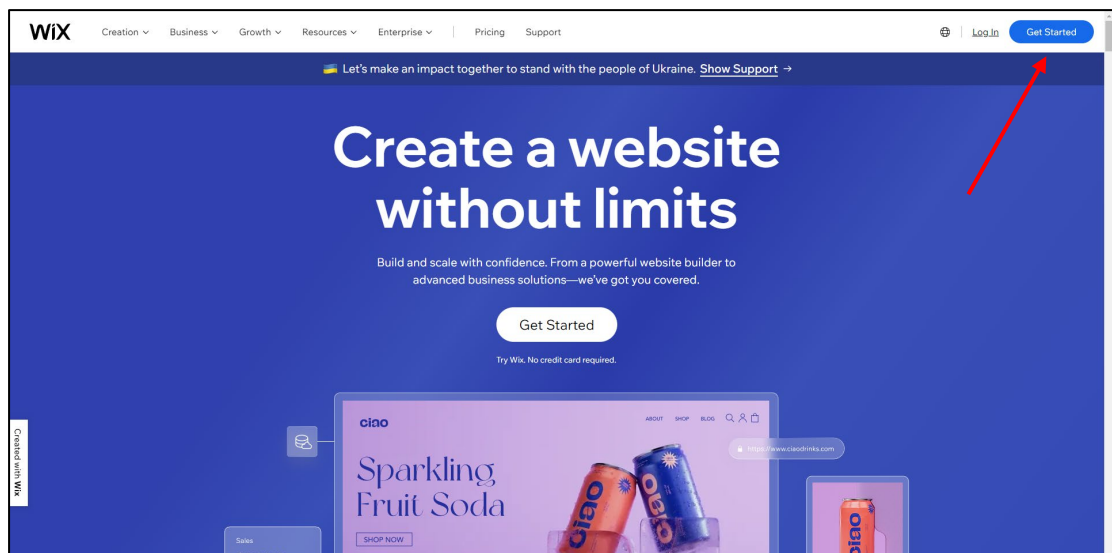 WiX
Creation Business Growth Resources Enterprise Pricing Support Log In Get Started
Let's make an impact together to stand with the people of Ukraine. Show Support →
Create a website
without limits
Build and scale with confidence. From a powerful website builder to
advanced business solutions—we've got you covered.
Get Started
Try Wix. No credit card required.
Created with Wix
ciao
ABOUT SHOP BLOG
https://www.ciaodrinks.com
Sparkling
Fruit Soda
SHOP NOW
Sales
ciao
ciao
ciao